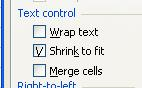 Text control
Wrap text
Shrink to fit
Merge cells
Right-to-left